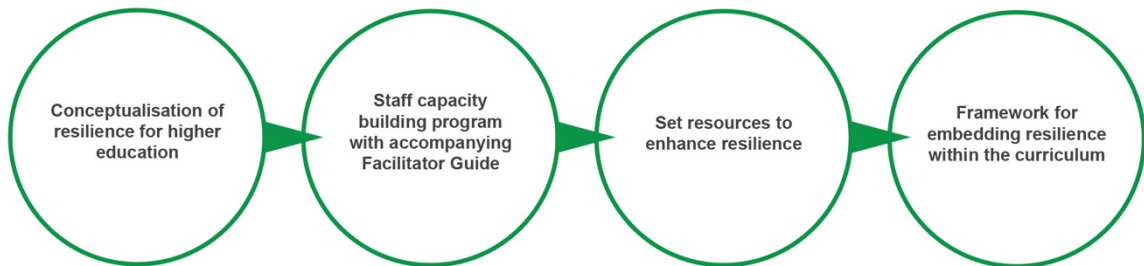 Conceptualisation of
resilience for higher
education
Staff capacity
building program
with accompanying
Facilitator Guide
Set resources to
enhance resilience
Framework for
embedding resilience
within the curriculum